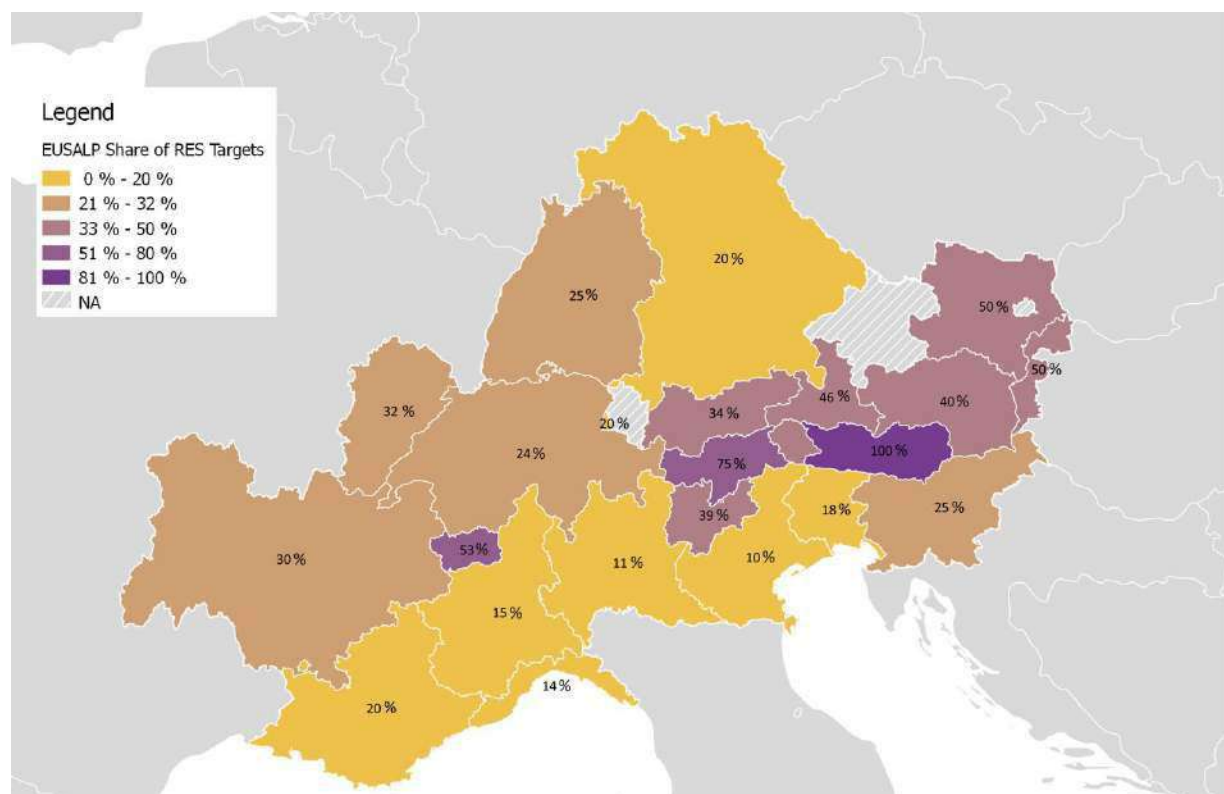 Legend
EUSALP Share of RES Targets
0 % - 20 %
21 % - 32 %
33 % - 50 %
51 % - 80 %
81 % - 100 %
NA
20 %
25 %
50 %
50 %
46 %
40 %
34 %
32 %
20 %
24 %
100 %
75 %
39 %
18 %
25 %
53 %
30 %
11 %
10 %
15 %
14 %
20 %